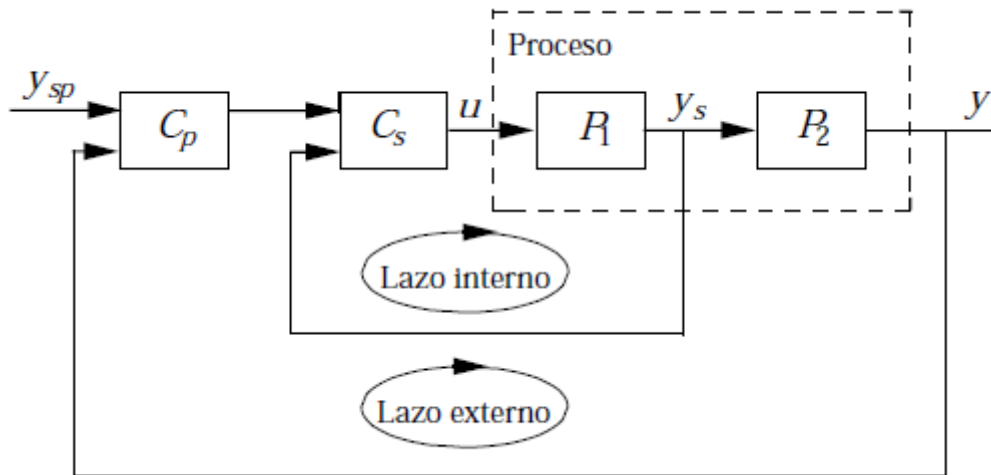 Proceso
y_sp
C_p
C_s
u
P_1
y_s
P_2
y
Lazo interno
Lazo externo